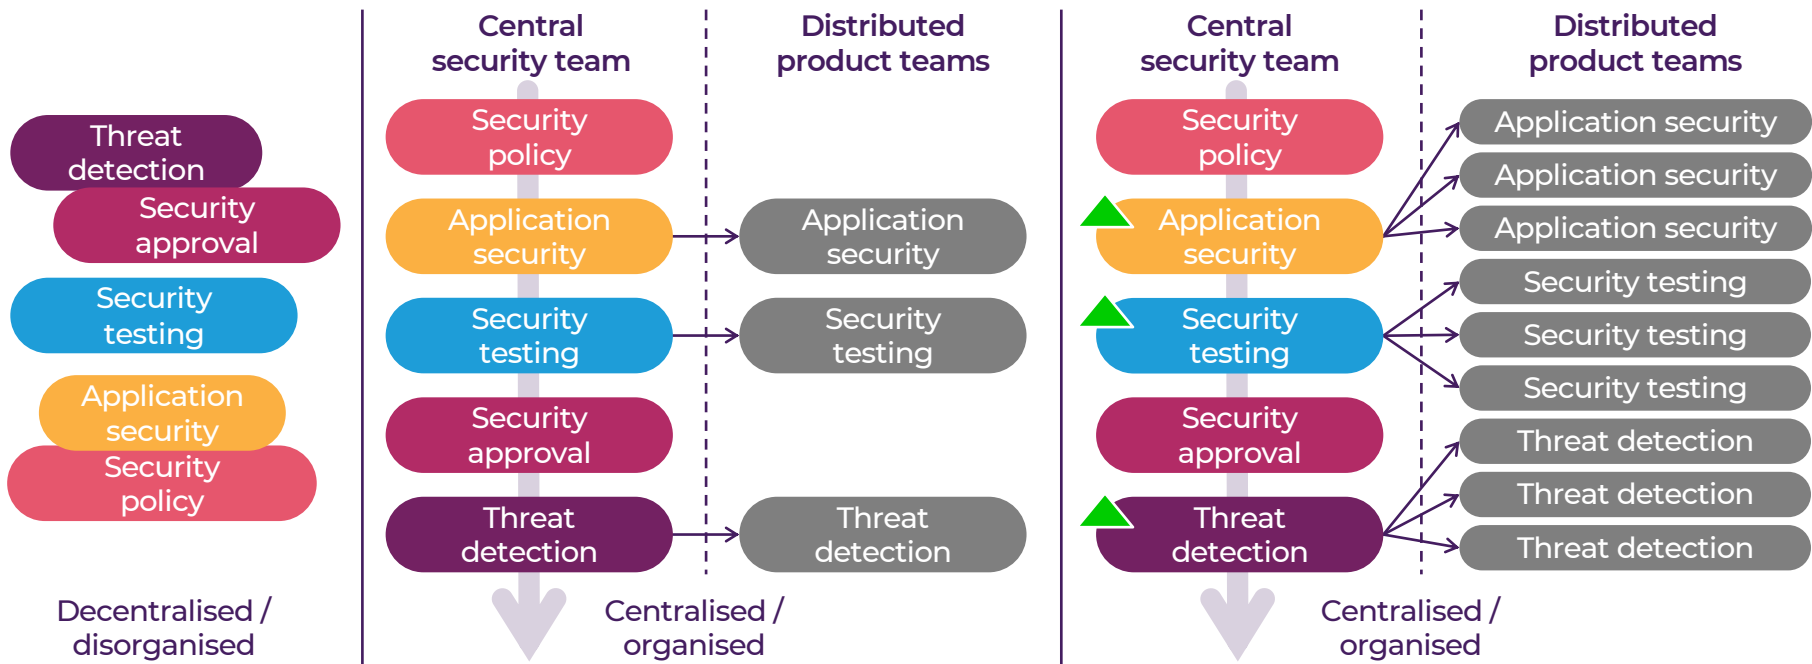 Threat
detection
Security
approval
Security
testing
Application
security
Security
policy
Decentralised /
disorganised
Central
security team
Distributed
product teams
Security
policy
Application
security
Application
security
Security
testing
Security
testing
Security
approval
Threat
detection
Threat
detection
Centralised /
organised
Central
security team
Distributed
product teams
Security
policy
Application
security
Security
testing
Security
approval
Threat
detection
Application security
Application security
Application security
Security testing
Security testing
Security testing
Threat detection
Threat detection
Threat detection
Centralised /
organised